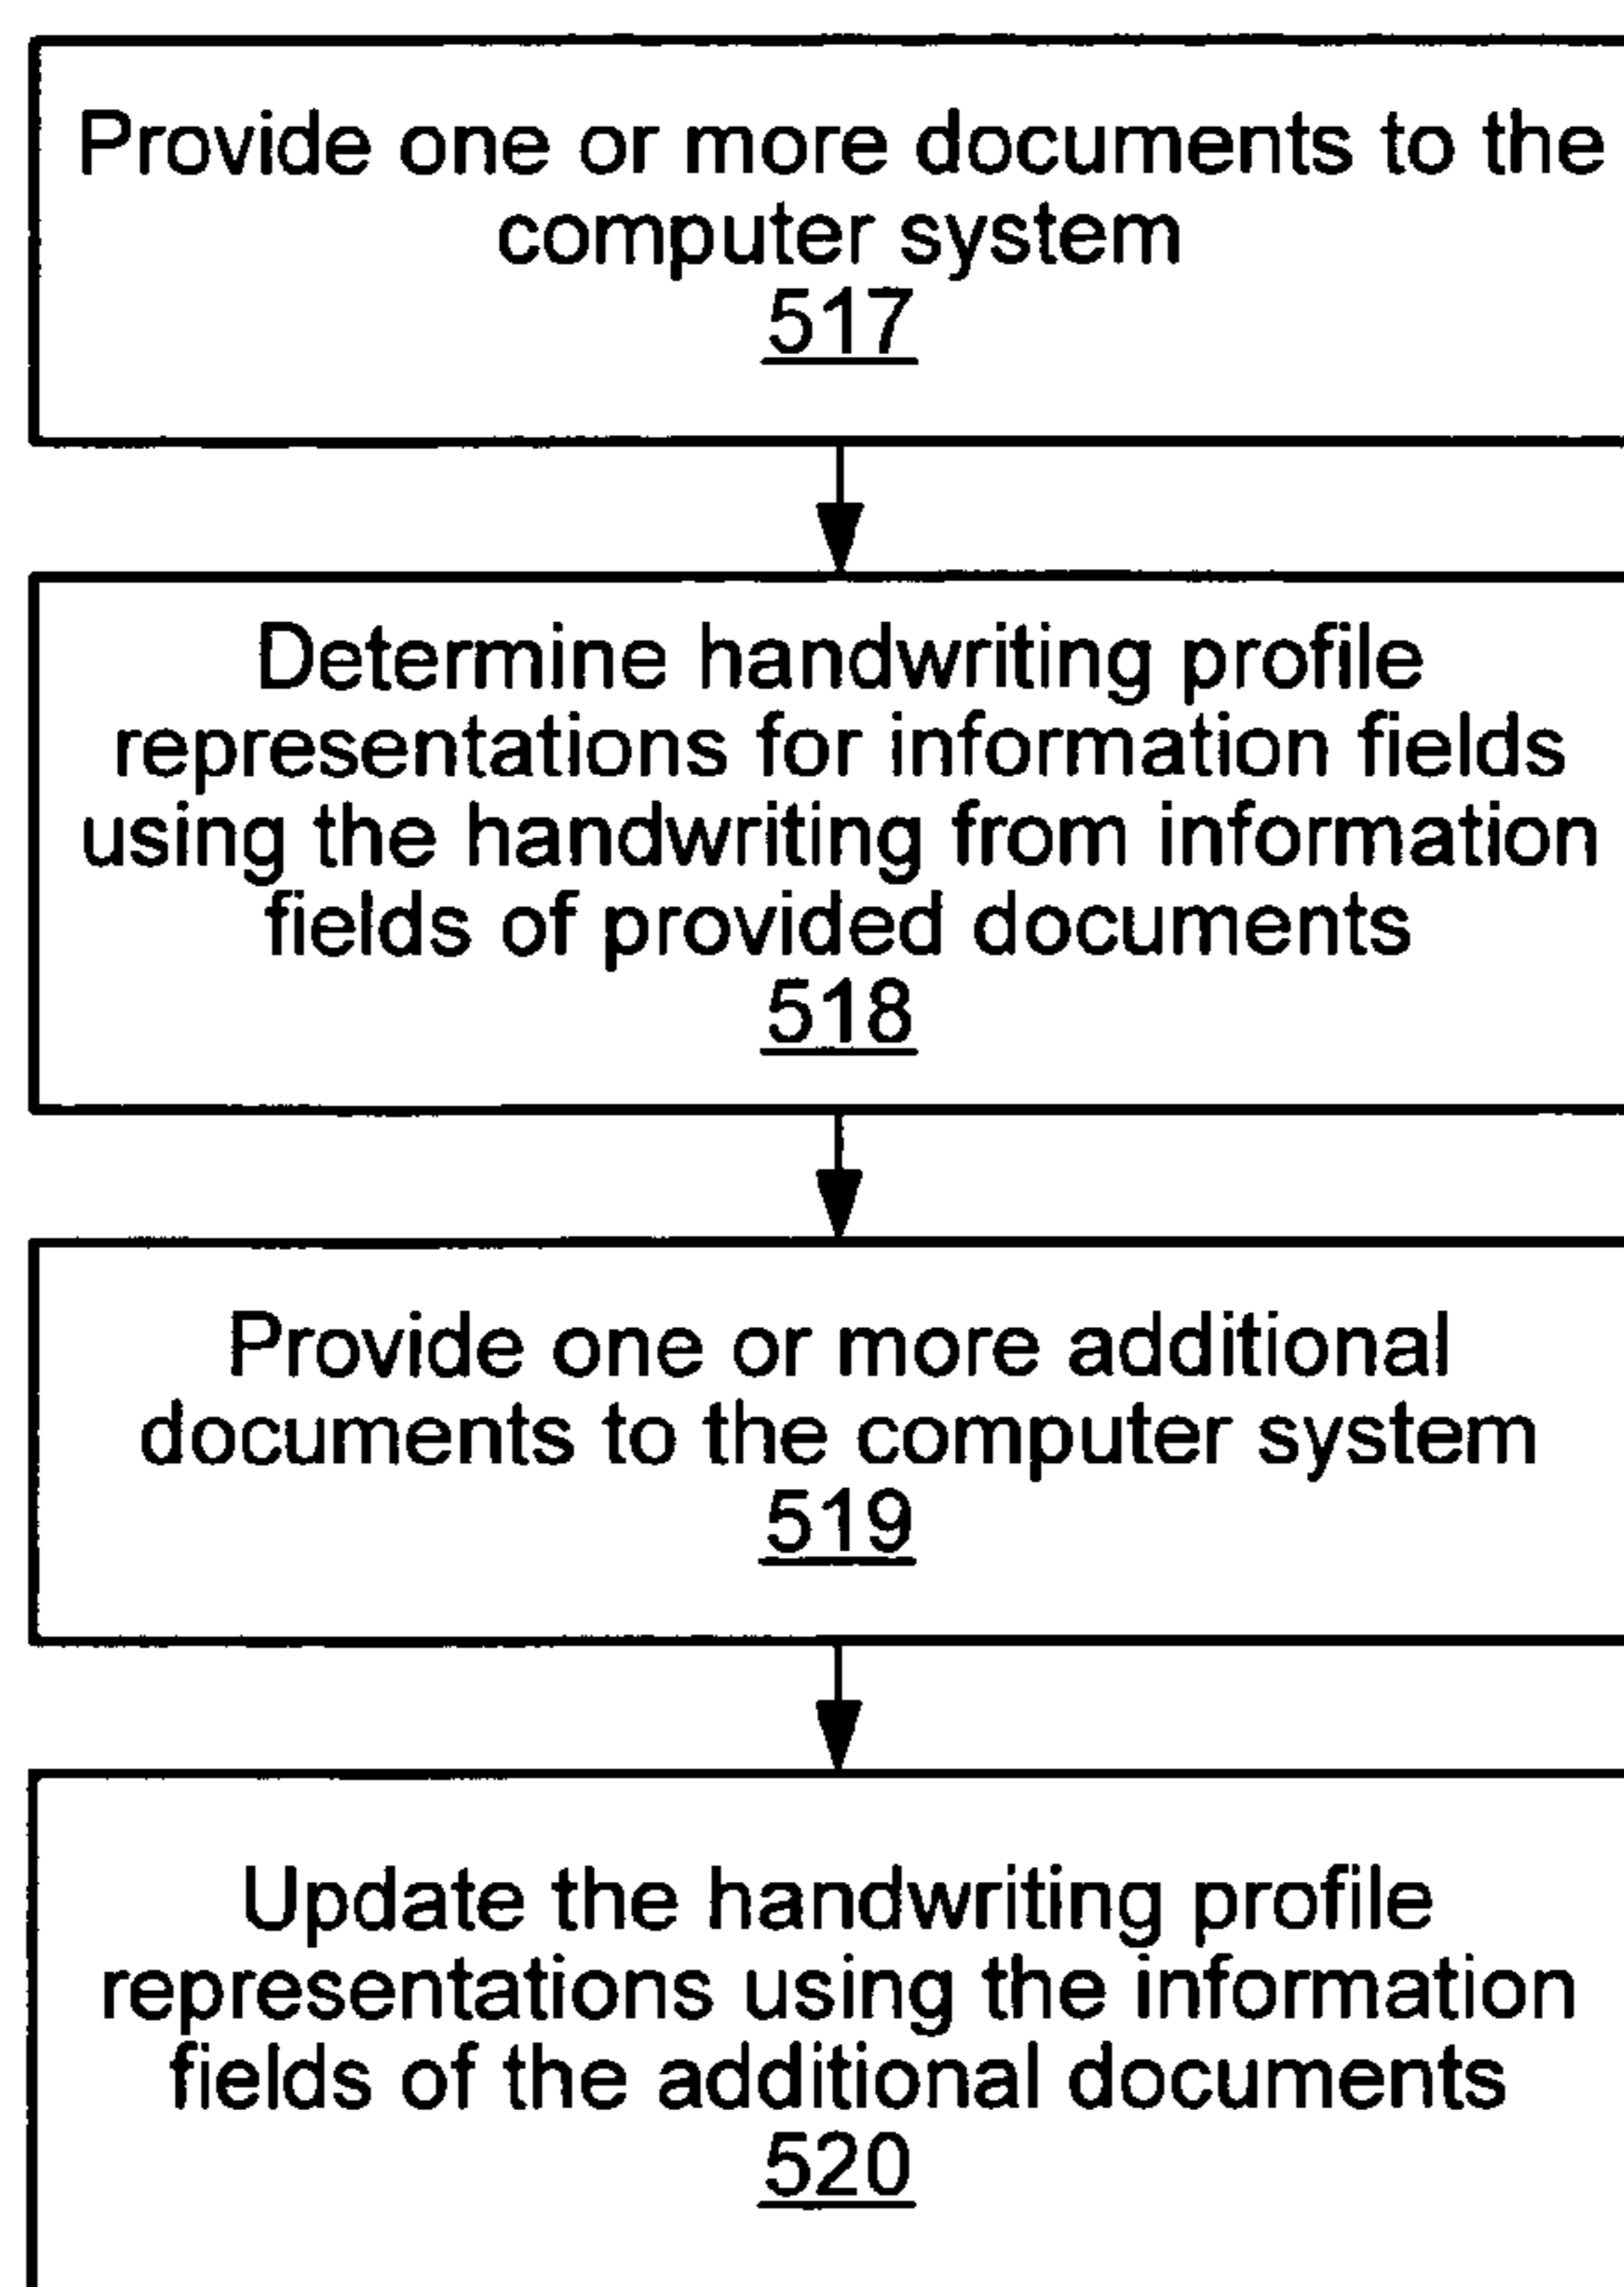 Provide one or more documents to the
computer system
517
Determine handwriting profile
representations for information fields
using the handwriting from information
fields of provided documents
518
Provide one or more additional
documents to the computer system
519
Update the handwriting profile
representations using the information
fields of the additional documents
520